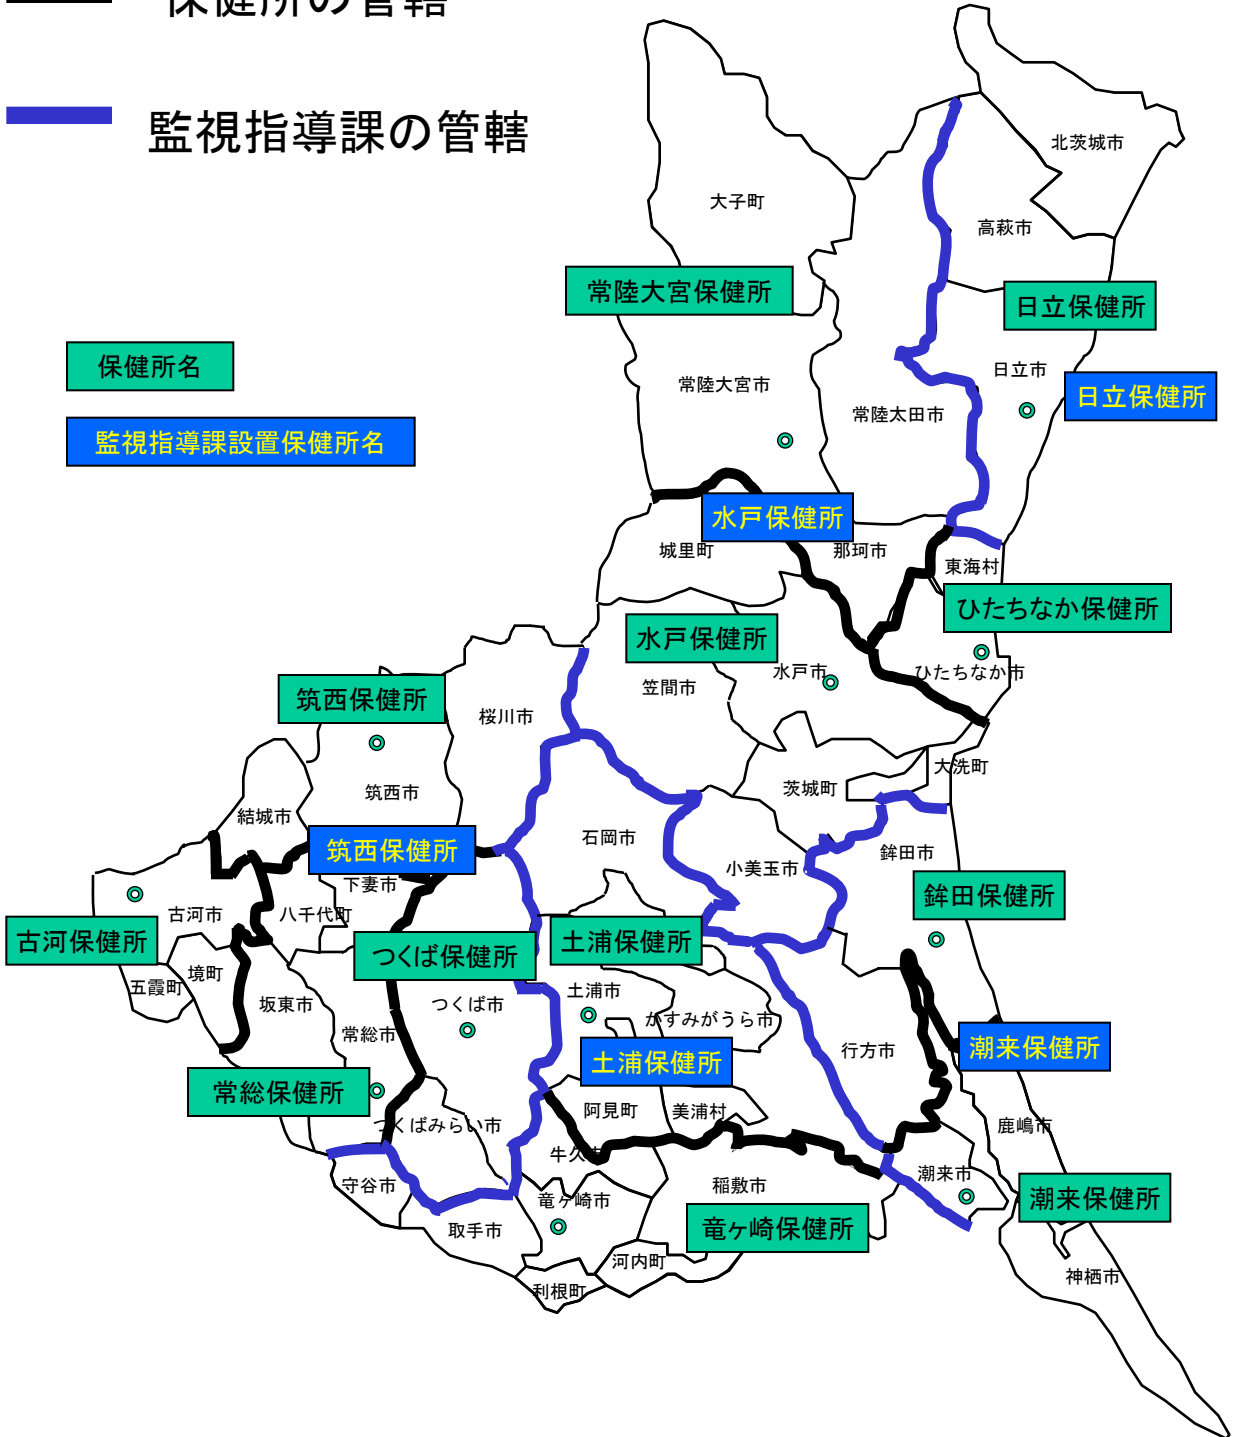 保健所の管轄
監視指導課の管轄
北茨城市
大子町
高萩市
常陸大宮保健所
日立保健所
保健所名
日立市
常陸大宮市
日立保健所
常陸太田市
監視指導課設置保健所名
水戸保健所
城里町
那珂市
東海村
ひたちなか保健所
水戸保健所
水戸市
ひたちなか市
笠間市
筑西保健所
桜川市
大洗町
茨城町
筑西市
結城市
石岡市
筑西保健所
鉾田市
小美玉市
下妻市
鉾田保健所
古河市
八千代町
古河保健所
つくば保健所
土浦保健所
境町
五霞町
土浦市
坂東市
つくば市
かすみがうら市
常総市
行方市
潮来保健所
土浦保健所
常総保健所
阿見町
美浦村
つくばみらい市
鹿嶋市
牛久市
潮来市
守谷市
稲敷市
竜ヶ崎市
潮来保健所
取手市
竜ヶ崎保健所
河内町
神栖市
利根町